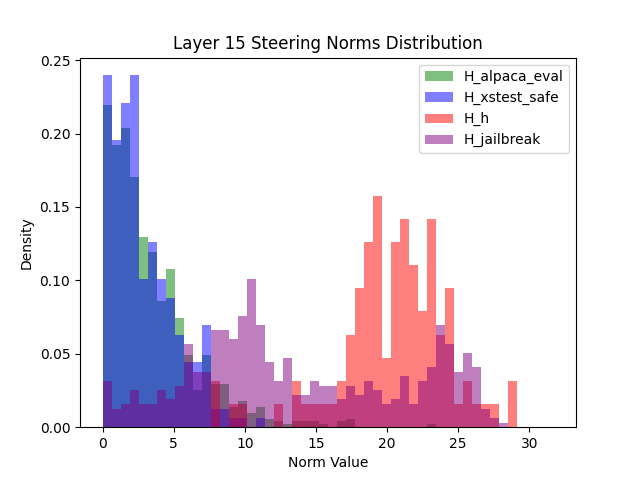 Layer 15 Steering Norms Distribution
H_alpaca_eval
H_xstest_safe
H_h
H_jailbreak
0.25
0.20
0.15
0.10
0.05
0.00
Density
0 5 10 15 20 25 30
Norm Value